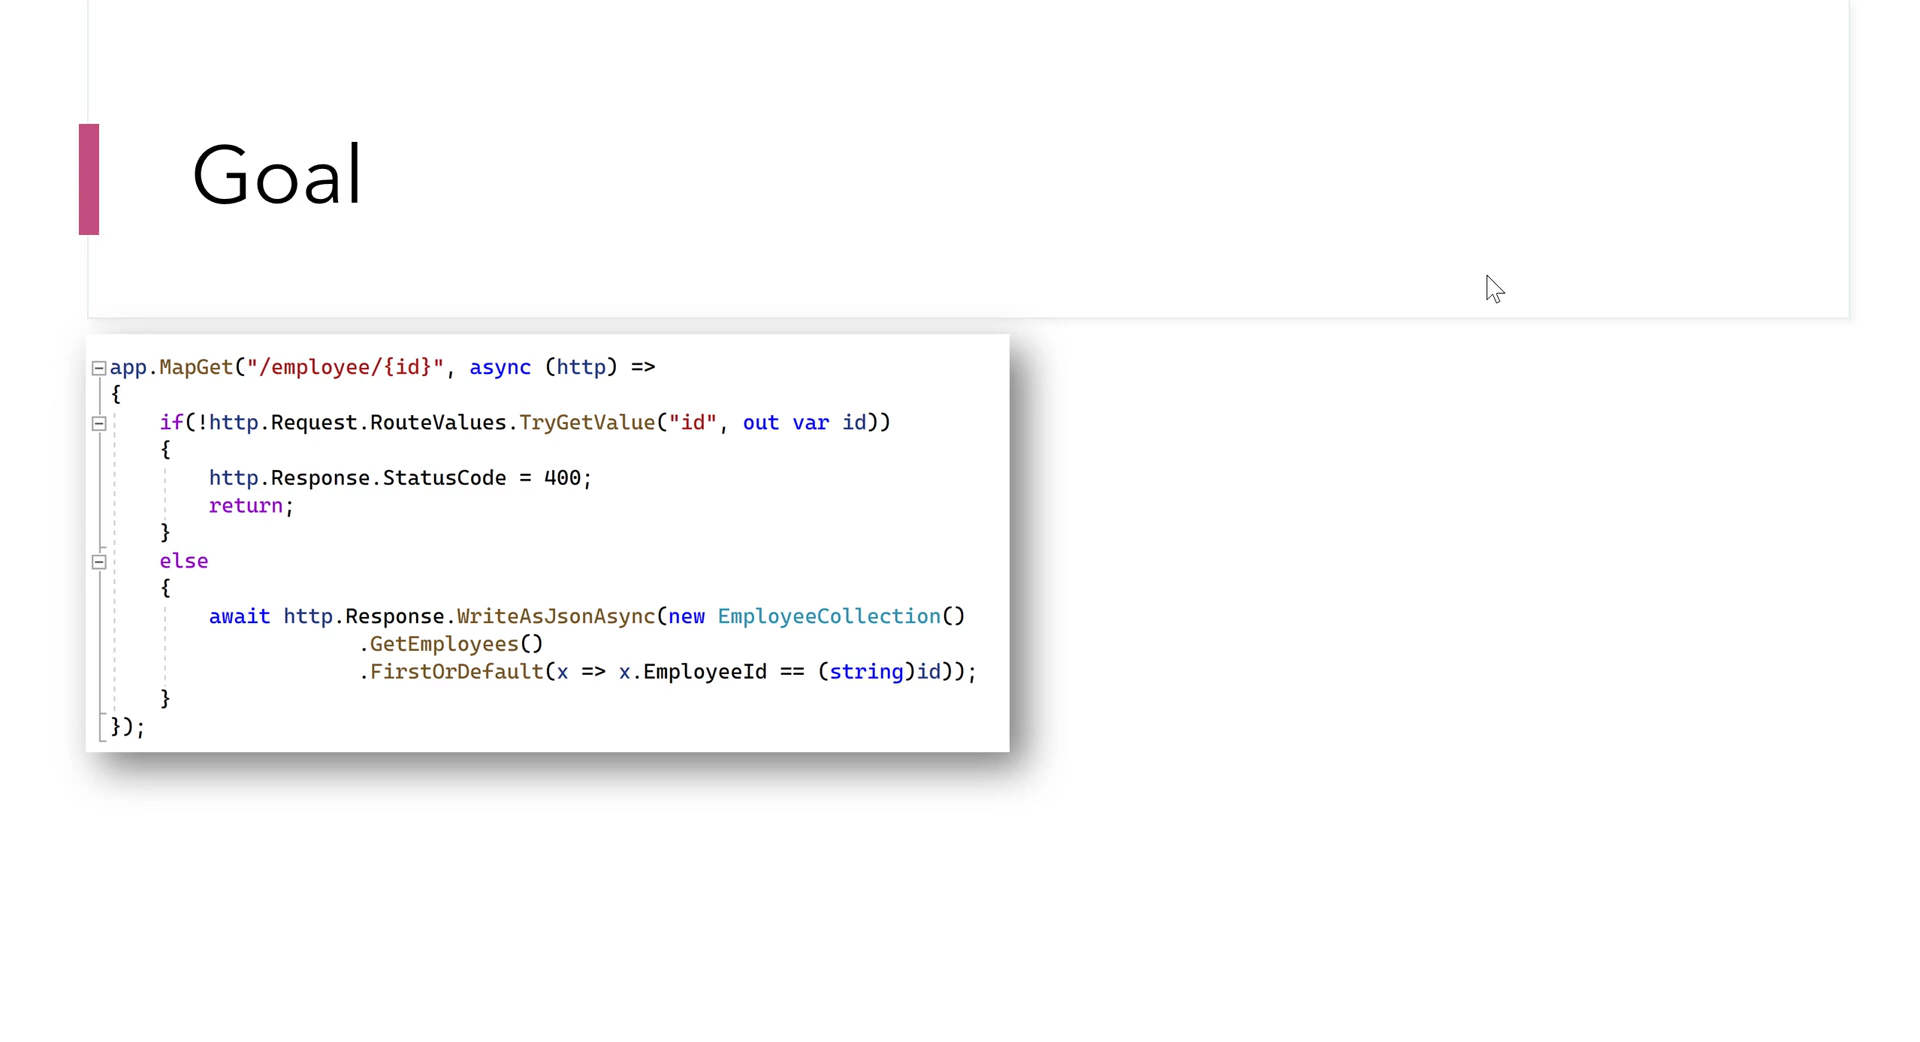 Goal
app.MapGet("/employee/{id}", async (http) =>
{
if(!http.Request.RouteValues.TryGetValue("id", out var id))
{
http.Response.StatusCode = 400;
return;
}
else
{
await http.Response.WriteAsJsonAsync(new EmployeeCollection()
.GetEmployees()
.FirstOrDefault(x => x.EmployeeId == (string)id));
}
});